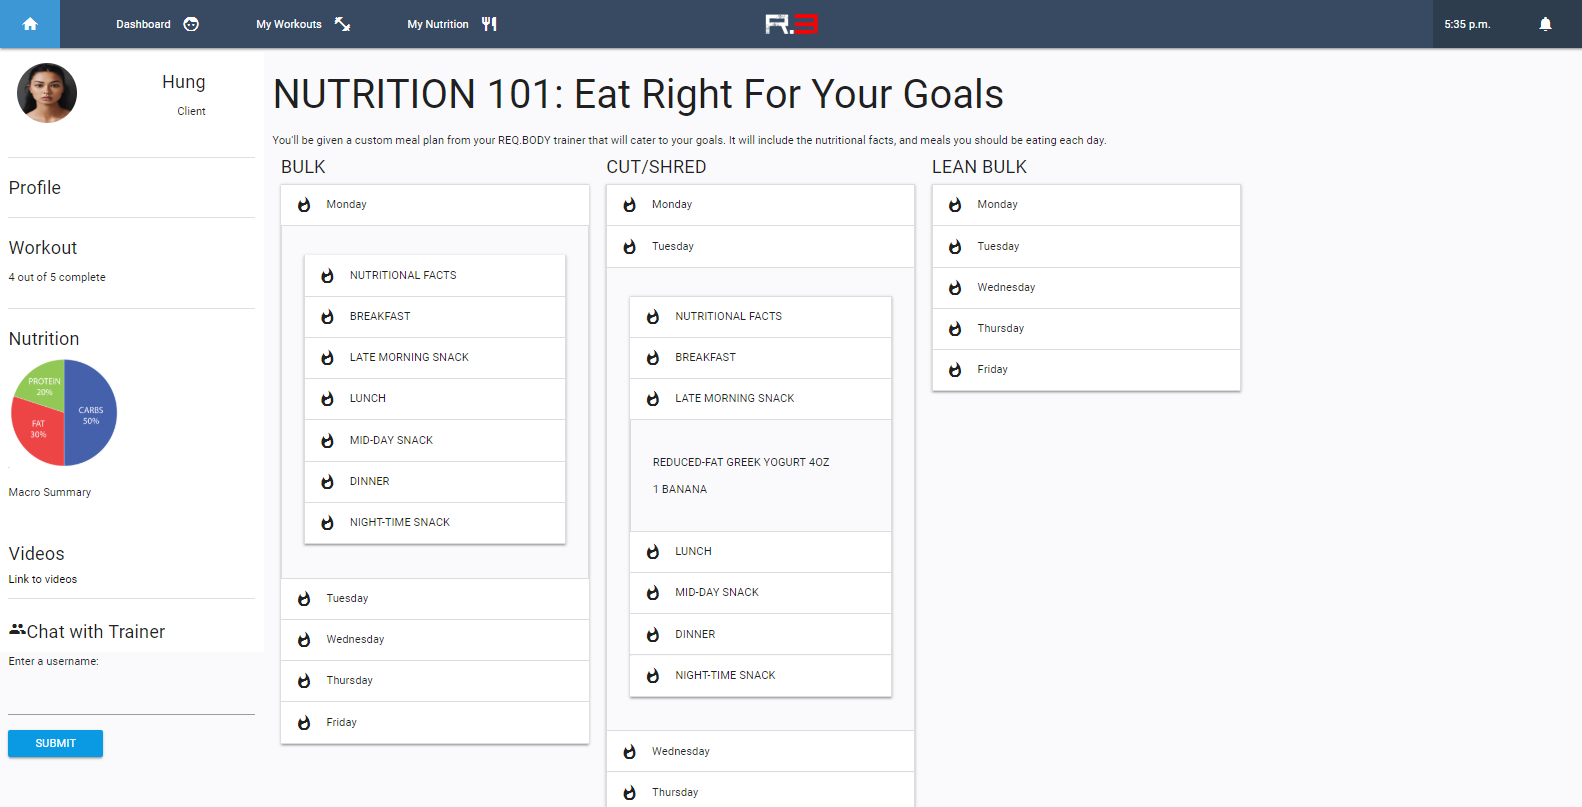 Dashboard
My Workouts
My Nutrition
R.3
5:35 p.m.
Hung
Client
Profile
Workout
4 out of 5 complete
Nutrition
PROTEIN
20%
CARBS
50%
FAT
30%
Macro Summary
Videos
Link to videos
Chat with Trainer
Enter a username:
SUBMIT
NUTRITION 101: Eat Right For Your Goals
You'll be given a custom meal plan from your REQ.BODY trainer that will cater to your goals. It will include the nutritional facts, and meals you should be eating each day.
BULK
Monday
NUTRITIONAL FACTS
BREAKFAST
LATE MORNING SNACK
LUNCH
MID-DAY SNACK
DINNER
NIGHT-TIME SNACK
Tuesday
Wednesday
Thursday
Friday
CUT/SHRED
Monday
Tuesday
NUTRITIONAL FACTS
BREAKFAST
LATE MORNING SNACK
REDUCED-FAT GREEK YOGURT 4OZ
1 BANANA
LUNCH
MID-DAY SNACK
DINNER
NIGHT-TIME SNACK
Wednesday
Thursday
LEAN BULK
Monday
Tuesday
Wednesday
Thursday
Friday